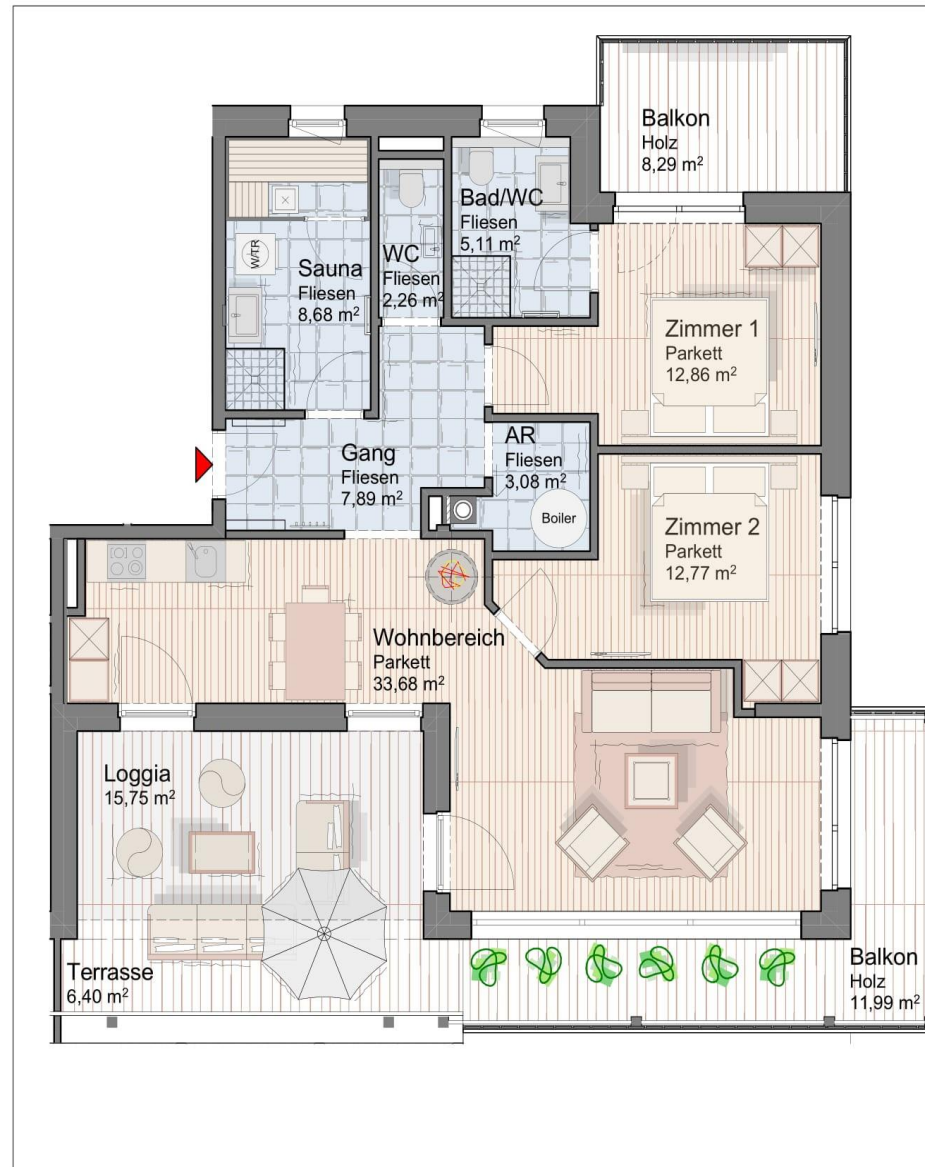 Balkon
Holz
8,29 m²
Bad/WC
Fliesen
5,11 m²
WC
Fliesen
2,26 m²
W/TR
Sauna
Fliesen
8,68 m²
Zimmer 1
Parkett
12,86 m²
AR
Fliesen
3,08 m²
Boiler
Gang
Fliesen
7,89 m²
Zimmer 2
Parkett
12,77 m²
Wohnbereich
Parkett
33,68 m²
Loggia
15,75 m²
Terrasse
6,40 m²
Balkon
Holz
11,99 m²